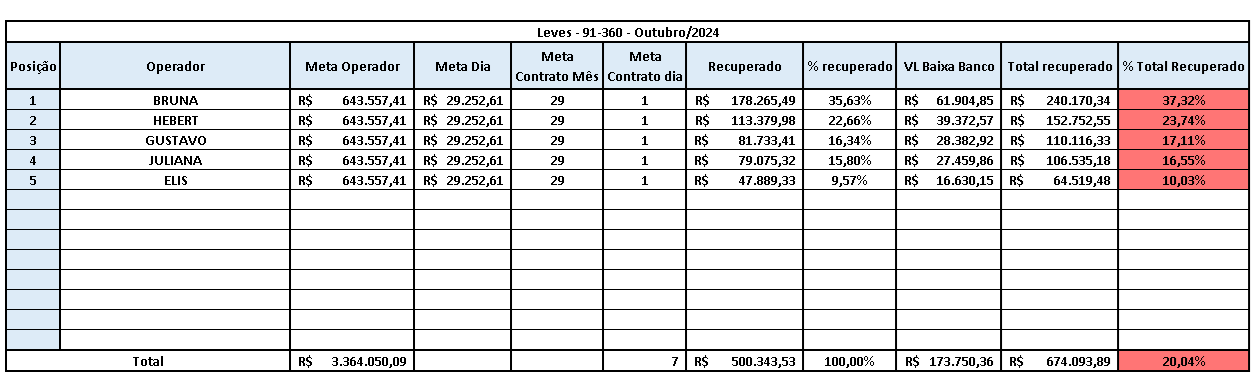 Leves - 91-360 - Outubro/2024
Posição Operador Meta Operador Meta Dia Meta Contrato Mês Meta Contrato dia Recuperado % recuperado VL Baixa Banco Total recuperado % Total Recuperado
1 BRUNA R$ 643.557,41 R$ 29.252,61 29 1 R$ 178.265,49 35,63% R$ 61.904,85 R$ 240.170,34 37,32%
2 HEBERT R$ 643.557,41 R$ 29.252,61 29 1 R$ 113.379,98 22,66% R$ 39.372,57 R$ 152.752,55 23,74%
3 GUSTAVO R$ 643.557,41 R$ 29.252,61 29 1 R$ 81.733,41 16,34% R$ 28.382,92 R$ 110.116,33 17,11%
4 JULIANA R$ 643.557,41 R$ 29.252,61 29 1 R$ 79.075,32 15,80% R$ 27.459,86 R$ 106.535,18 16,55%
5 ELIS R$ 643.557,41 R$ 29.252,61 29 1 R$ 47.889,33 9,57% R$ 16.630,15 R$ 64.519,48 10,03%
Total R$ 3.364.050,09 7 R$ 500.343,53 100,00% R$ 173.750,36 R$ 674.093,89 20,04%